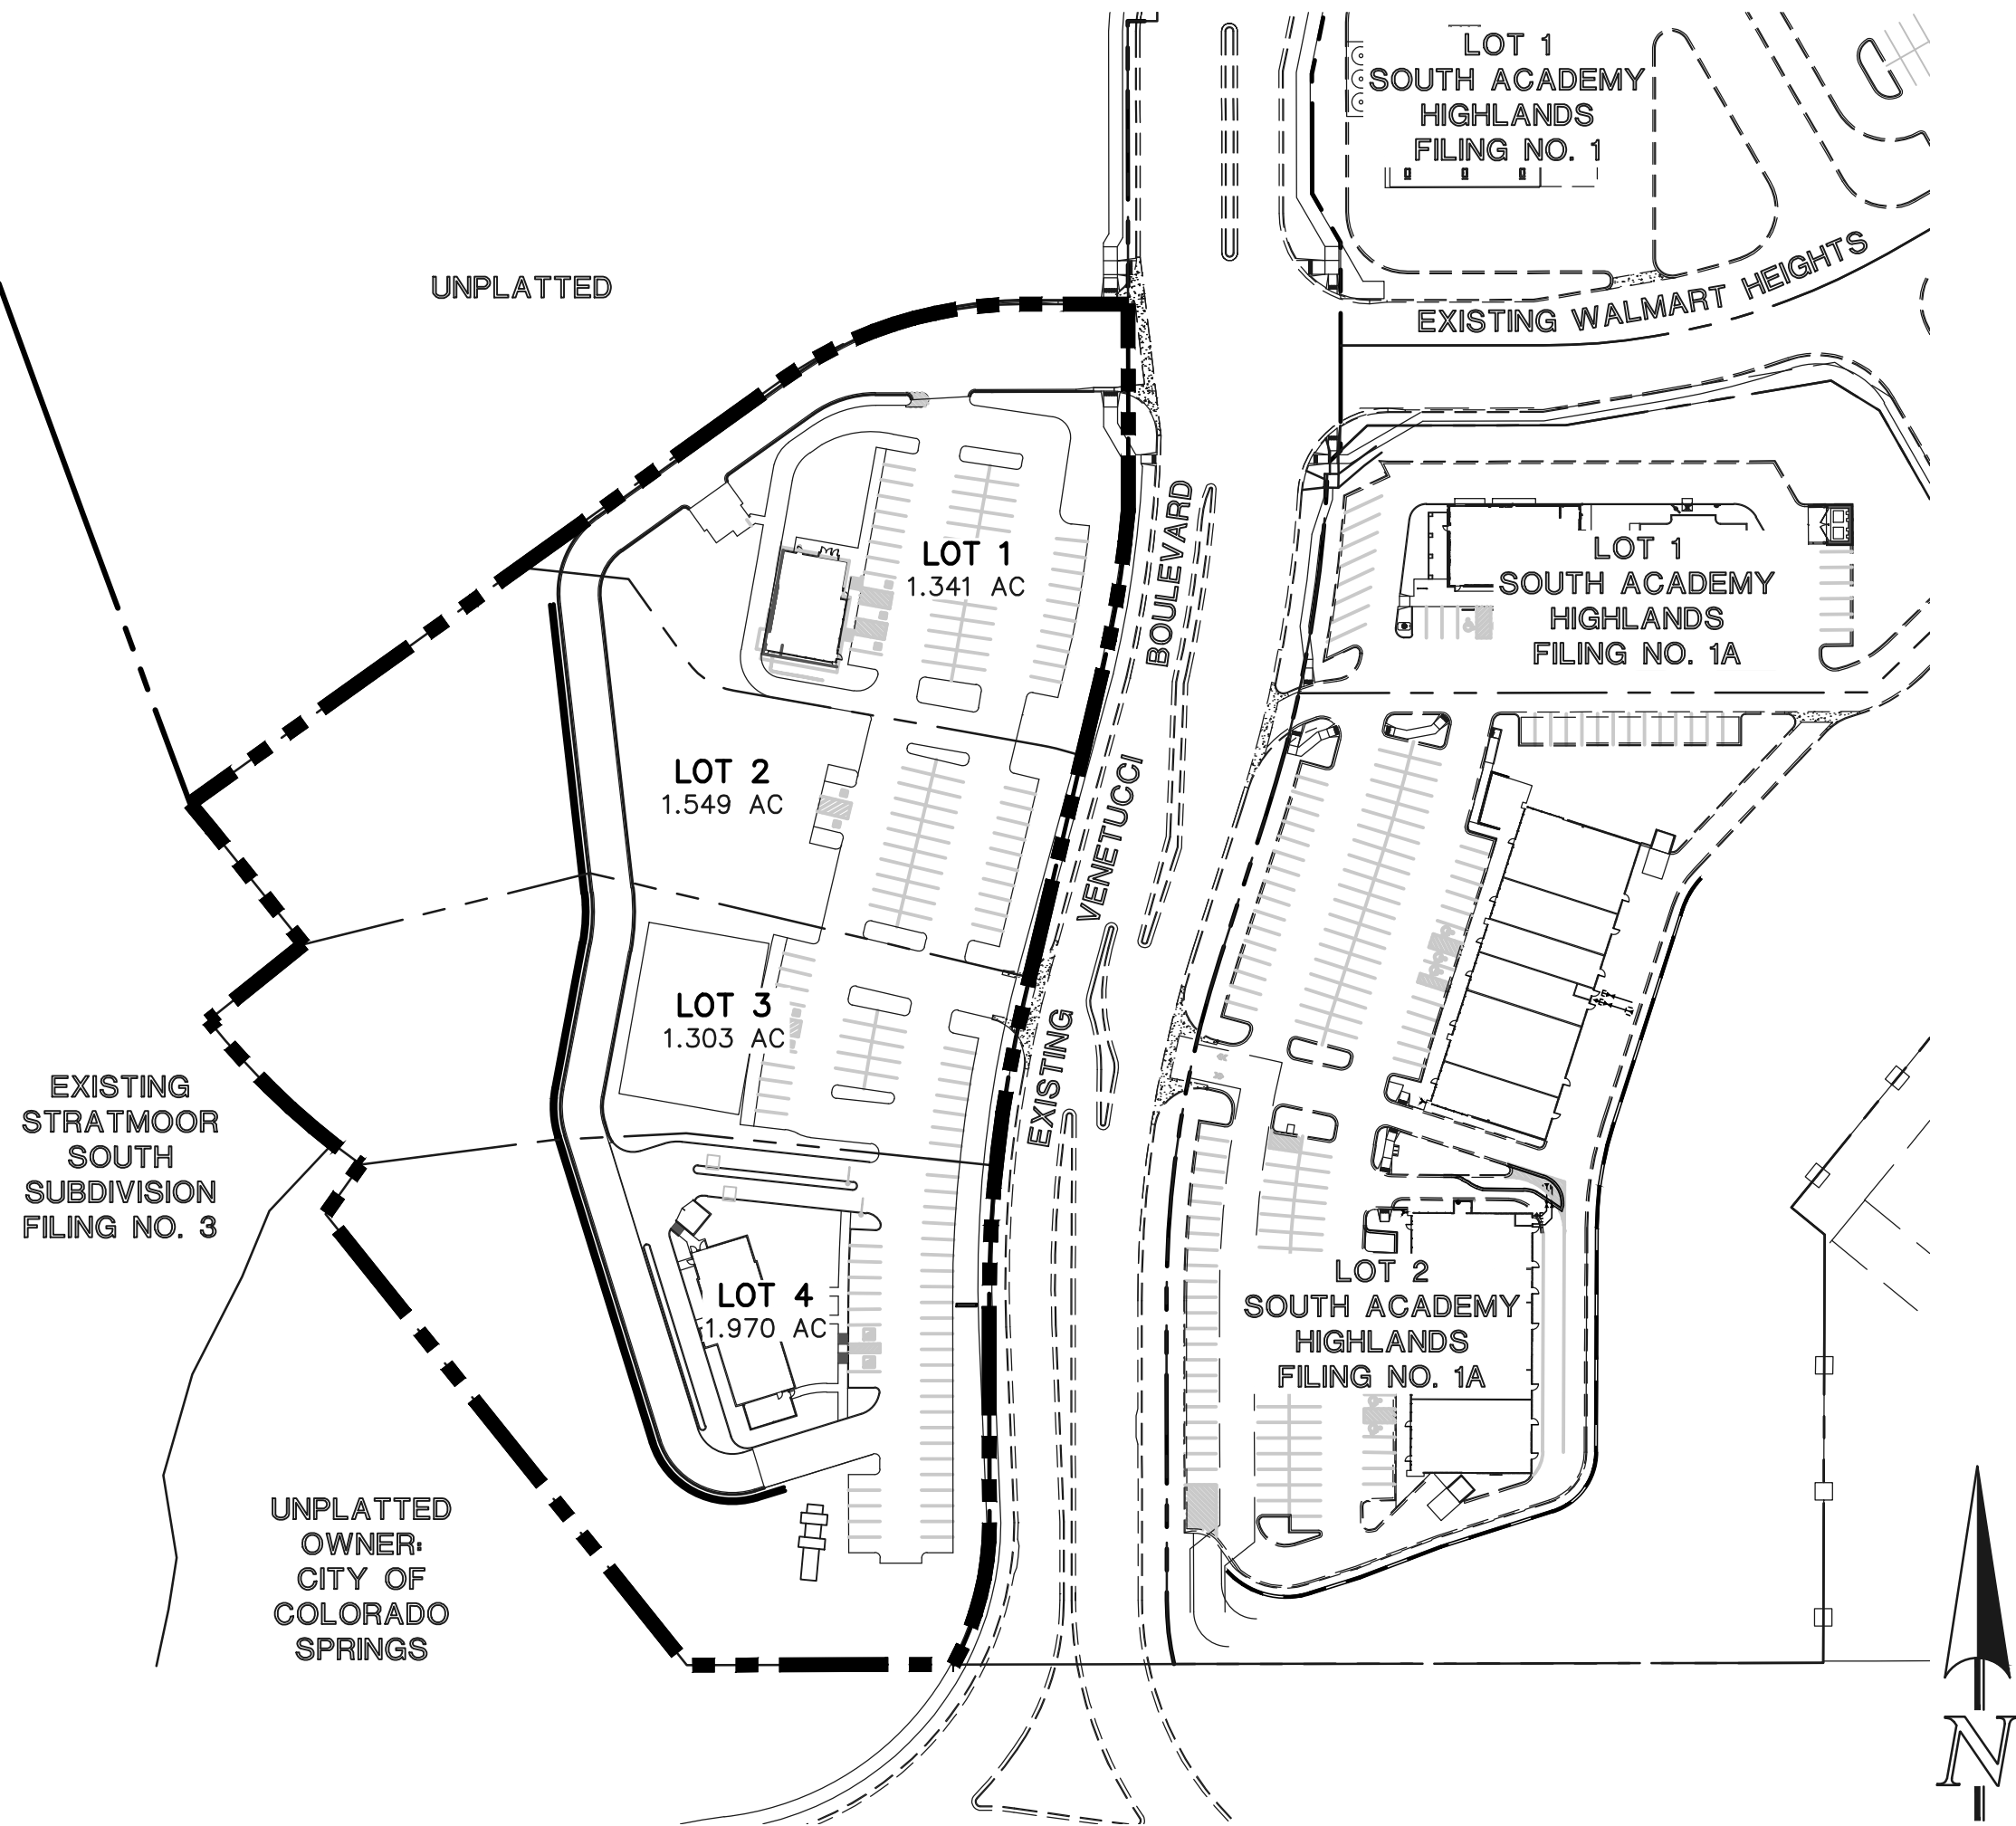 LOT 1
SOUTH ACADEMY
HIGHLANDS
FILING NO. 1
UNPLATTED
EXISTING WALMART HEIGHTS
LOT 1
1.341 AC
LOT 1
SOUTH ACADEMY
HIGHLANDS
FILING NO. 1A
EXISTING VENETUCCI BOULEVARD
LOT 2
1.549 AC
LOT 3
1.303 AC
EXISTING
STRATMOOR
SOUTH
SUBDIVISION
FILING NO. 3
LOT 4
1.970 AC
LOT 2
SOUTH ACADEMY
HIGHLANDS
FILING NO. 1A
UNPLATTED
OWNER:
CITY OF
COLORADO
SPRINGS
N